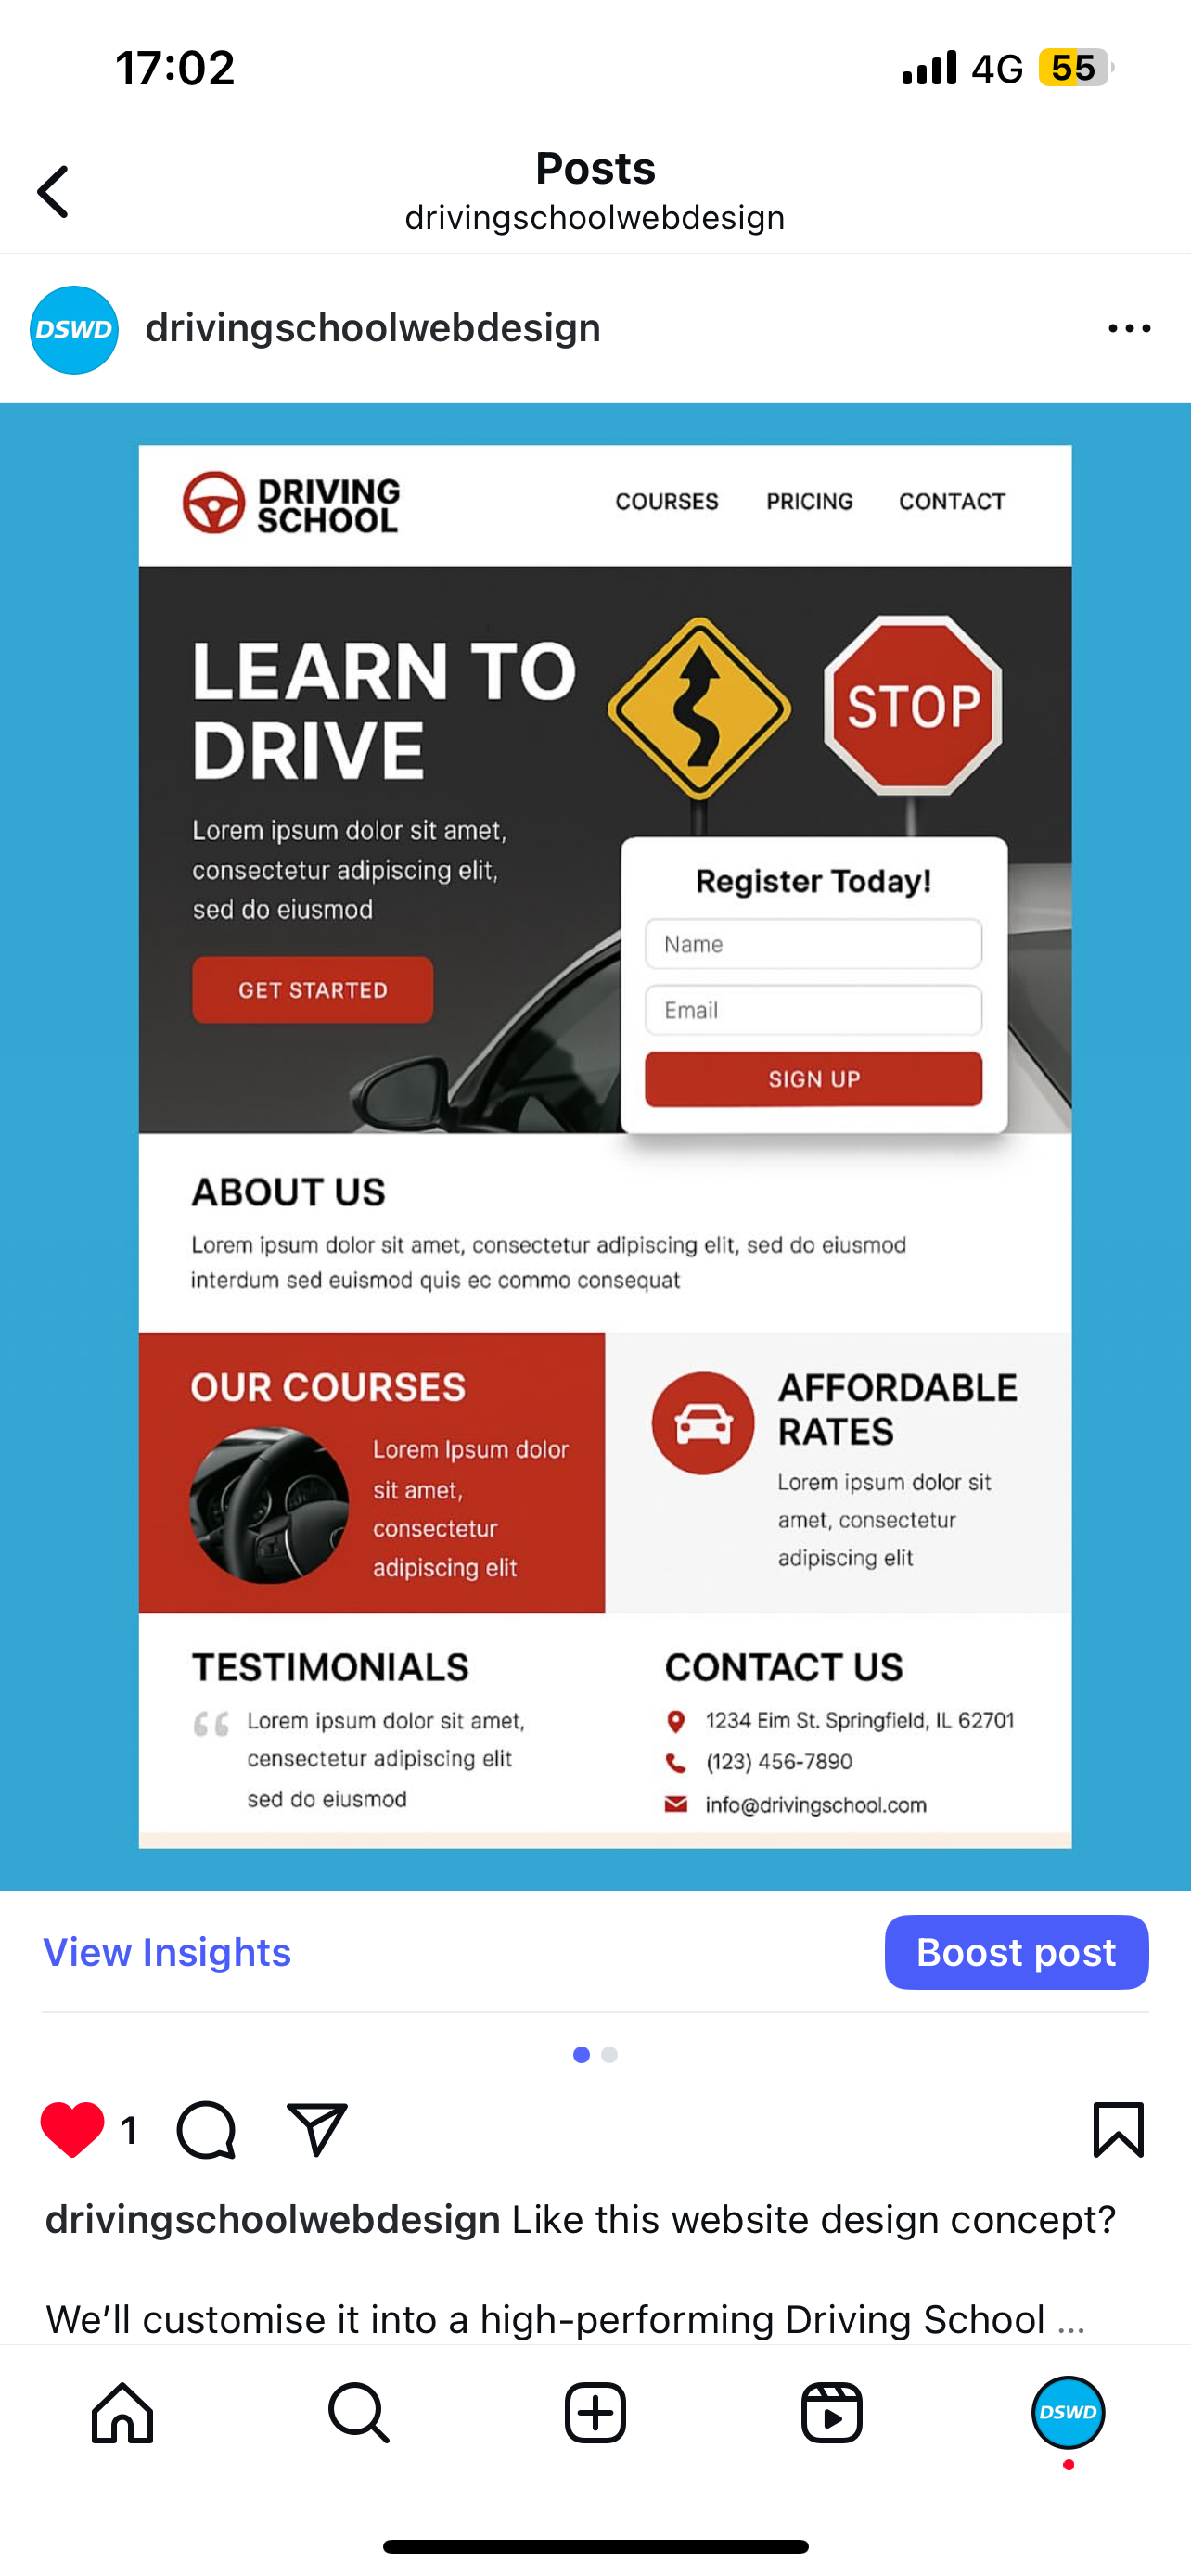 17:02
4G 55
Posts
drivingschoolwebdesign
DSWD drivingschoolwebdesign
DRIVING
SCHOOL
COURSES PRICING CONTACT
LEARN TO
DRIVE
STOP
Lorem ipsum dolor sit amet,
consectetur adipiscing elit,
sed do eiusmod
GET STARTED
Register Today!
Name
Email
SIGN UP
ABOUT US
Lorem ipsum dolor sit amet, consectetur adipiscing elit, sed do eiusmod
interdum sed euismod quis ec commo consequat
OUR COURSES
Lorem Ipsum dolor
sit amet,
consectetur
adipiscing elit
AFFORDABLE
RATES
Lorem ipsum dolor sit
amet, consectetur
adipiscing elit
TESTIMONIALS
“ Lorem ipsum dolor sit amet,
censectetur adipiscing elit
sed do eiusmod
CONTACT US
1234 Eim St. Springfield, IL 62701
(123) 456-7890
info@drivingschool.com
View Insights
Boost post
1
drivingschoolwebdesign Like this website design concept?
We’ll customise it into a high-performing Driving School ...
DSWD